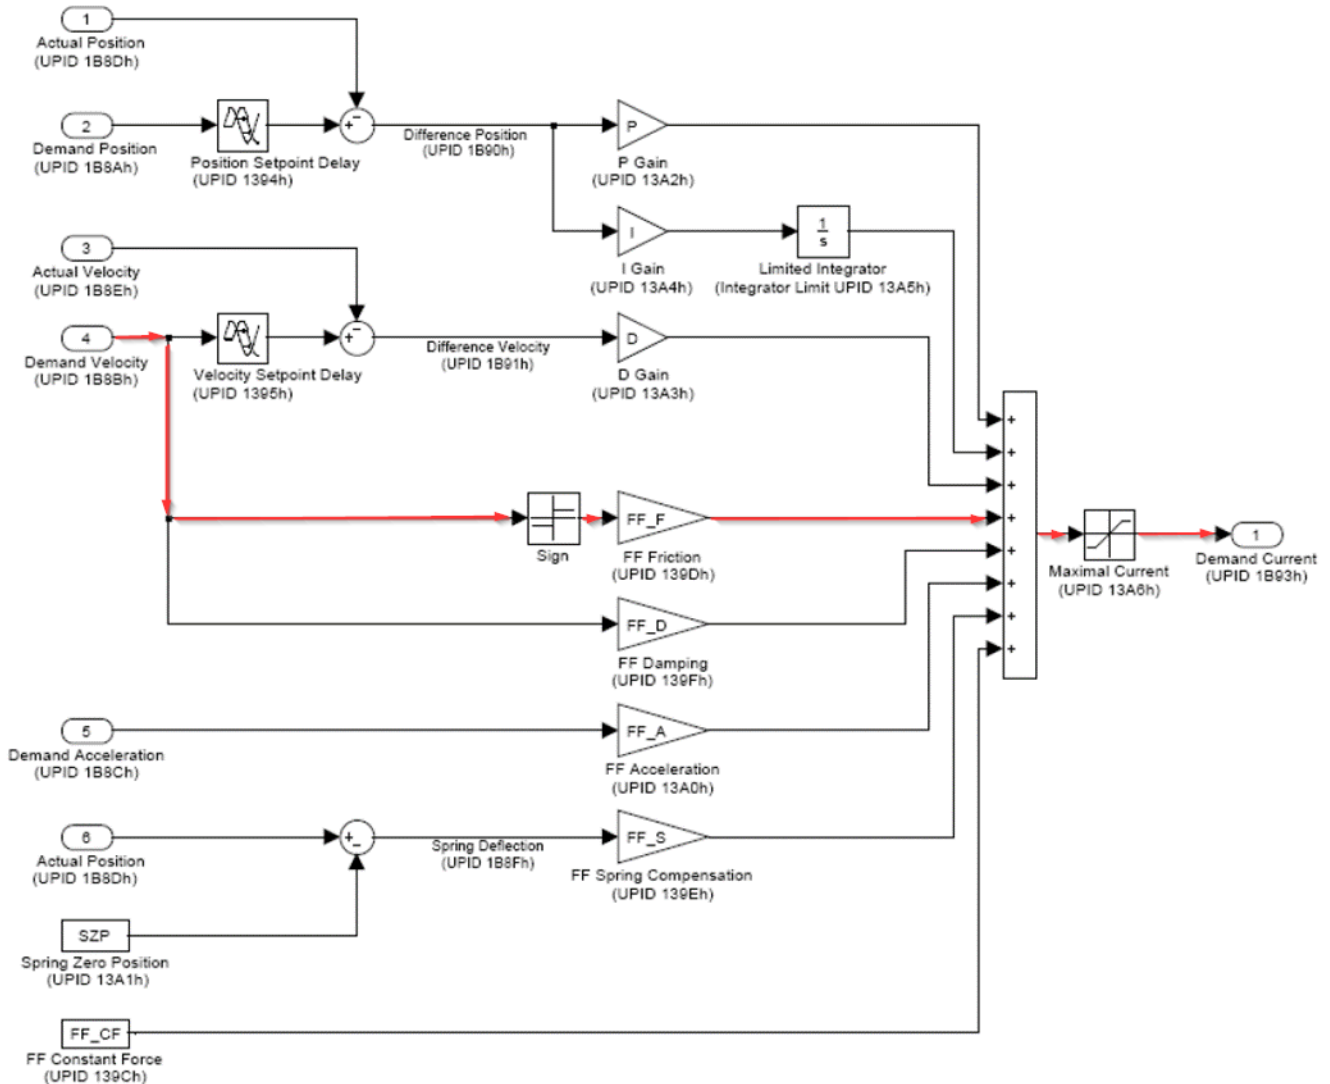 1
Actual Position
(UPID 1B8Dh)
2
Demand Position
(UPID 1B8Ah)
Position Setpoint Delay
(UPID 1394h)
+
−
Difference Position
(UPID 1B90h)
P
P Gain
(UPID 13A2h)
I
I Gain
(UPID 13A4h)
1
s
Limited Integrator
(Integrator Limit UPID 13A5h)
3
Actual Velocity
(UPID 1B8Eh)
4
Demand Velocity
(UPID 1B8Bh)
Velocity Setpoint Delay
(UPID 1395h)
+
−
Difference Velocity
(UPID 1B91h)
D
D Gain
(UPID 13A3h)
Sign
FF_F
FF Friction
(UPID 139Dh)
FF_D
FF Damping
(UPID 139Fh)
+
+
+
+
+
+
+
+
Maximal Current
(UPID 13A6h)
1
Demand Current
(UPID 1B93h)
5
Demand Acceleration
(UPID 1B8Ch)
FF_A
FF Acceleration
(UPID 13A0h)
6
Actual Position
(UPID 1B8Dh)
+
−
Spring Deflection
(UPID 1B8Fh)
FF_S
FF Spring Compensation
(UPID 139Eh)
SZP
Spring Zero Position
(UPID 13A1h)
FF_CF
FF Constant Force
(UPID 139Ch)